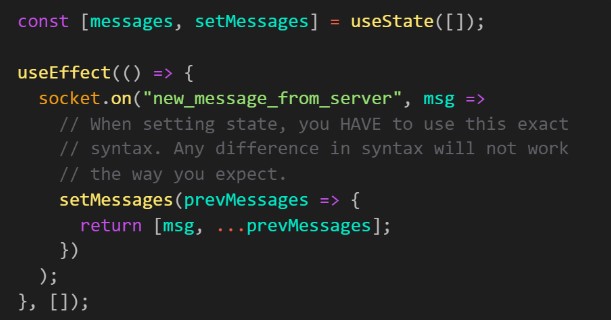 const [messages, setMessages] = useState([]);

useEffect(() => {
  socket.on("new_message_from_server", msg =>
    // When setting state, you HAVE to use this exact
    // syntax. Any difference in syntax will not work
    // the way you expect.
    setMessages(prevMessages => {
      return [msg, ...prevMessages];
    })
  );
}, []);